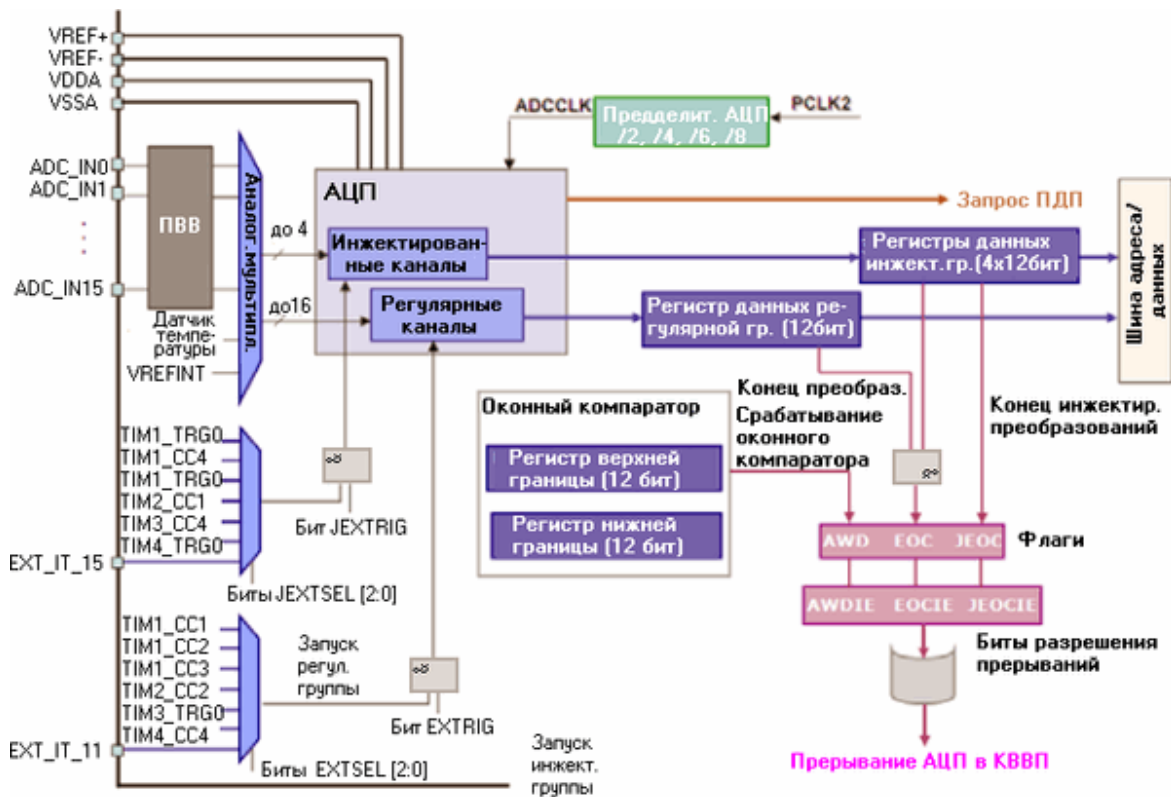 VREF+
VREF-
VDDA
VSSA
ADCCLK
Предделит. АЦП
/2, /4, /6, /8
PCLK2
ADC_IN0
ADC_IN1
ADC_IN15
ПВВ
Аналог.мультипл.
Датчик
темпе-
ратуры
VREFINT
до 4
до16
АЦП
Инжектирован-
ные каналы
Регулярные
каналы
Запрос ПДП
Регистры данных
инжект.гр.(4x12бит)
Регистр данных ре-
гулярной гр. (12бит)
Шина адреса/
данных
Конец преобраз.
Срабатывание
оконного
компаратора
Конец инжектир.
преобразований
Оконный компаратор
Регистр верхней
границы (12 бит)
Регистр нижней
границы (12 бит)
TIM1_TRG0
TIM1_CC4
TIM1_TRG0
TIM2_CC1
TIM3_CC4
TIM4_TRG0
EXT_IT_15
Бит JEXTRIG
Биты JEXTSEL [2:0]
AWD EOC JEOC
Флаги
AWDIE EOCIE JEOCIE
Биты разрешения
прерываний
TIM1_CC1
TIM1_CC2
TIM1_CC3
TIM2_CC2
TIM3_TRG0
TIM4_CC4
EXT_IT_11
Запуск
регул.
группы
Бит EXTRIG
Биты EXTSEL [2:0]
Запуск
инжект.
группы
Прерывание АЦП в КВВП